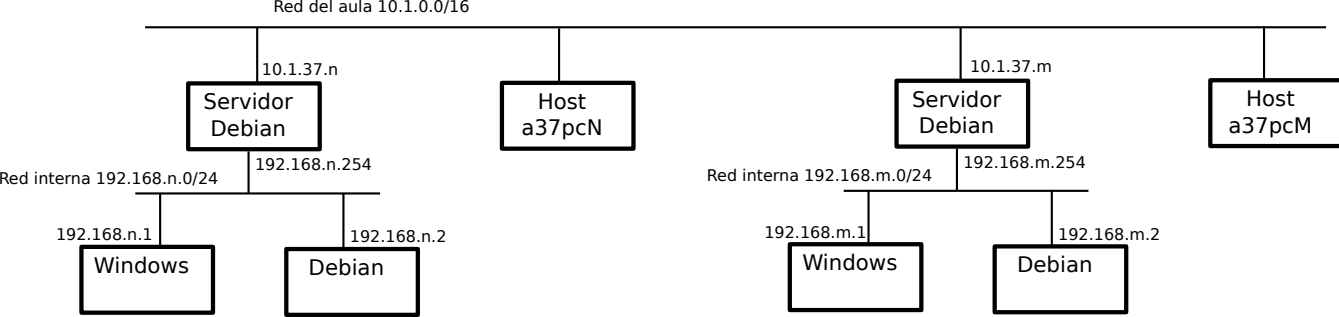 Red del aula 10.1.0.0/16
10.1.37.n
Servidor
Debian
Host
a37pcN
10.1.37.m
Servidor
Debian
Host
a37pcM
192.168.n.254
Red interna 192.168.n.0/24
192.168.m.254
Red interna 192.168.m.0/24
192.168.n.1
Windows
192.168.n.2
Debian
192.168.m.1
Windows
192.168.m.2
Debian